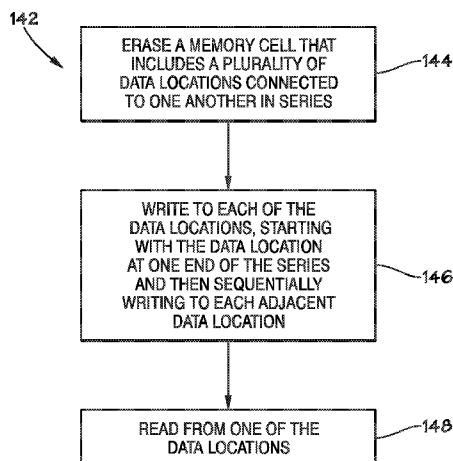 142
ERASE A MEMORY CELL THAT
INCLUDES A PLURALITY OF
DATA LOCATIONS CONNECTED
TO ONE ANOTHER IN SERIES
144
WRITE TO EACH OF THE
DATA LOCATIONS, STARTING
WITH THE DATA LOCATION
AT ONE END OF THE SERIES
AND THEN SEQUENTIALLY
WRITING TO EACH ADJACENT
DATA LOCATION
146
READ FROM ONE OF THE
DATA LOCATIONS
148